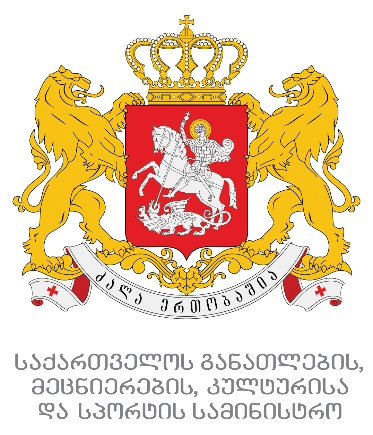 ძალა ერთობაშია
საქართველოს განათლების,
მეცნიერების, კულტურისა
და სპორტის სამინისტრო